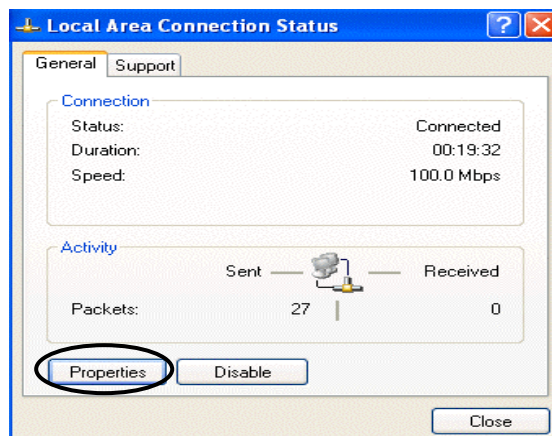 Local Area Connection Status
General Support
Connection
Status: Connected
Duration: 00:19:32
Speed: 100.0 Mbps
Activity
Sent Received
Packets: 27 0
Properties Disable
Close